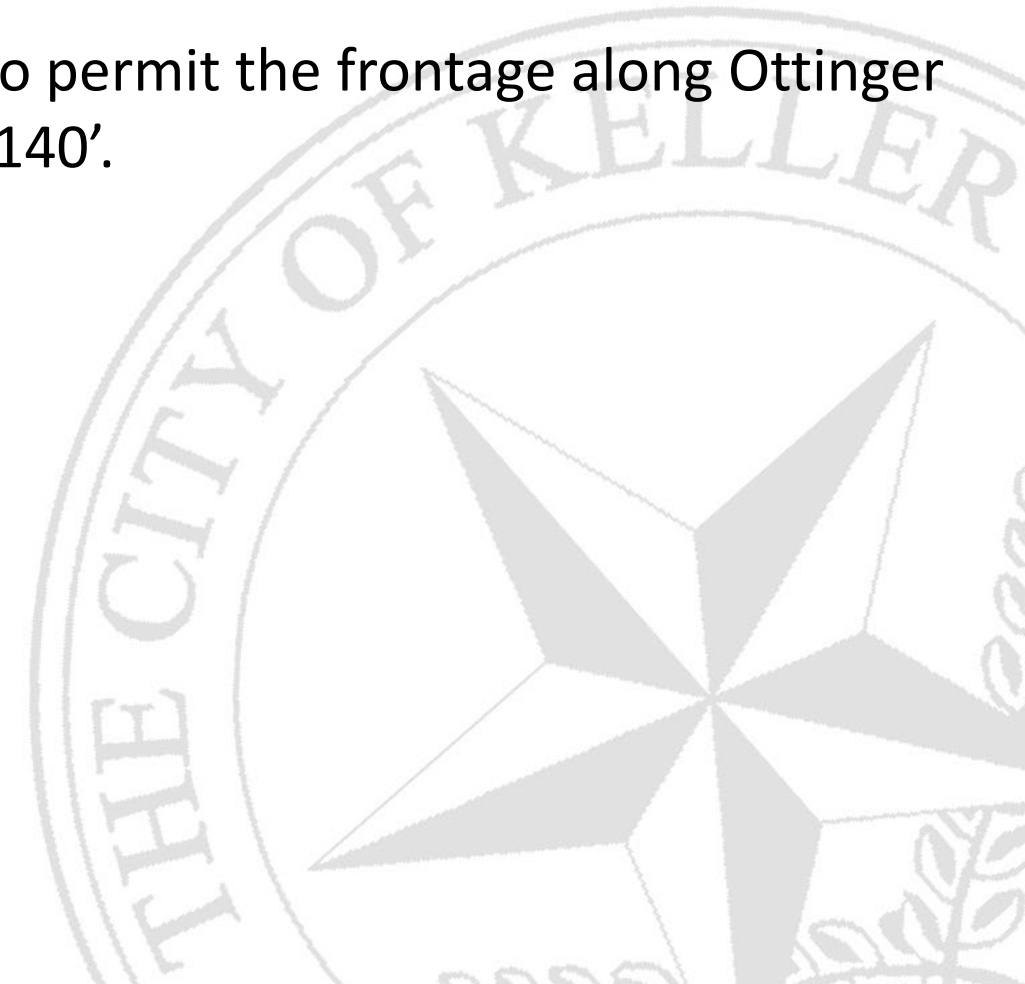 o permit the frontage along Ottinger
140’.
THE CITY OF KELLER